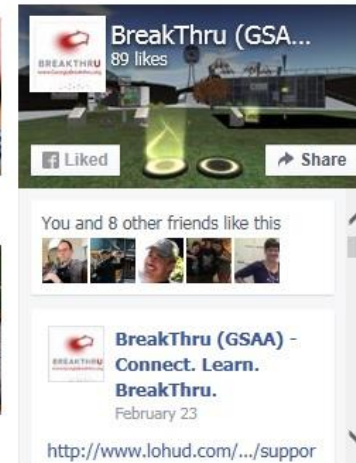 BREAKTHRU
BreakThru (GSA...
89 likes
Liked
Share
You and 8 other friends like this
BREAKTHRU
BreakThru (GSAA) -
Connect. Learn.
BreakThru.
February 23
http://www.lohud.com/.../suppor